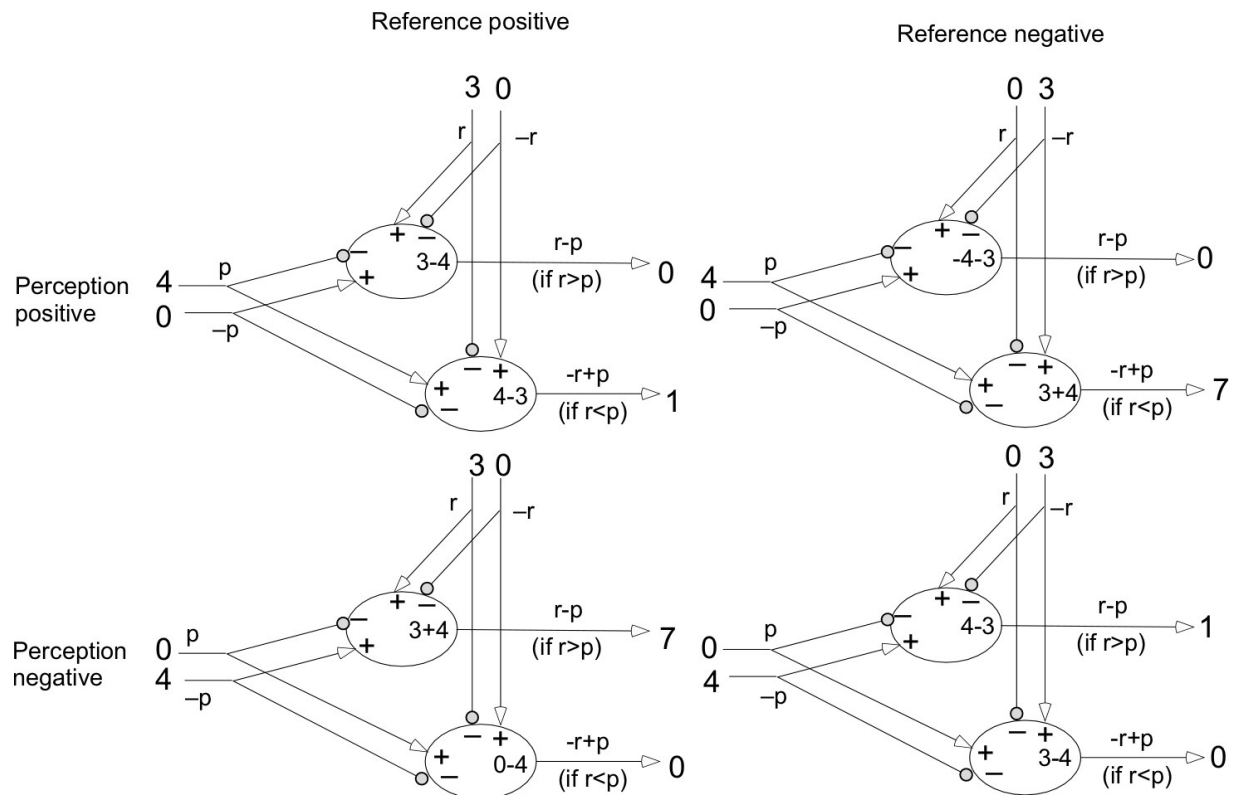 Reference positive
Reference negative
3 0
0 3
r –r
r –r
+ –
– 3-4
+
r-p
(if r>p)
0
+ –
– -4-3
+
r-p
(if r>p)
0
Perception
positive
4 p
0 –p
4 p
0 –p
– +
+ 4-3
–
-r+p
(if r<p)
1
– +
+ 3+4
–
-r+p
(if r<p)
7
3 0
0 3
r –r
r –r
+ –
– 3+4
+
r-p
(if r>p)
7
+ –
– 4-3
+
r-p
(if r>p)
1
Perception
negative
0 p
4 –p
0 p
4 –p
– +
+ 0-4
–
-r+p
(if r<p)
0
– +
+ 3-4
–
-r+p
(if r<p)
0